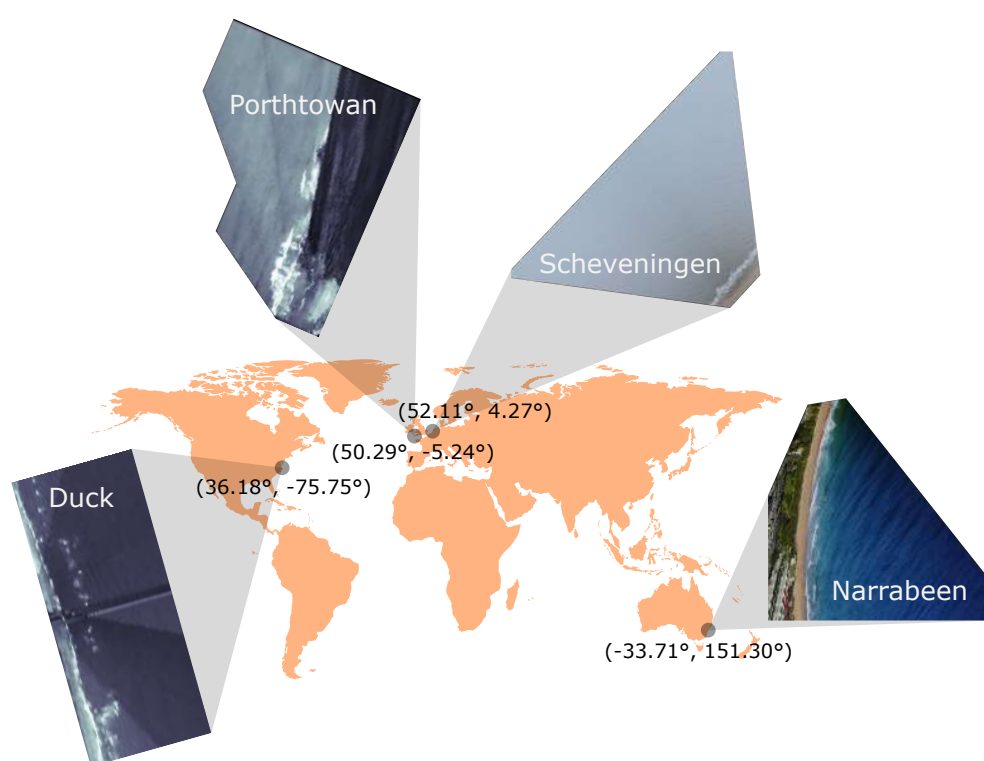 Porthtowan
Scheveningen
(52.11°, 4.27°)
(50.29°, -5.24°)
(36.18°, -75.75°)
Duck
Narrabeen
(-33.71°, 151.30°)